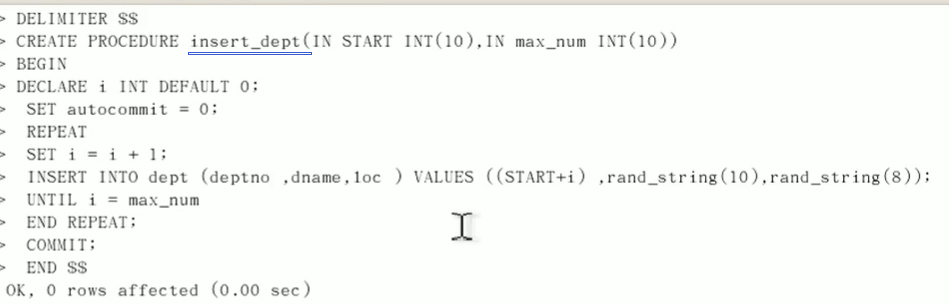 > DELIMITER $$
> CREATE PROCEDURE insert_dept(IN START INT(10),IN max_num INT(10))
> BEGIN
> DECLARE i INT DEFAULT 0;
> SET autocommit = 0;
> REPEAT
> SET i = i + 1;
> INSERT INTO dept (deptno ,dname,loc ) VALUES ((START+i) ,rand_string(10),rand_string(8));
> UNTIL i = max_num
> END REPEAT;
> COMMIT;
> END $$
OK, 0 rows affected (0.00 sec)